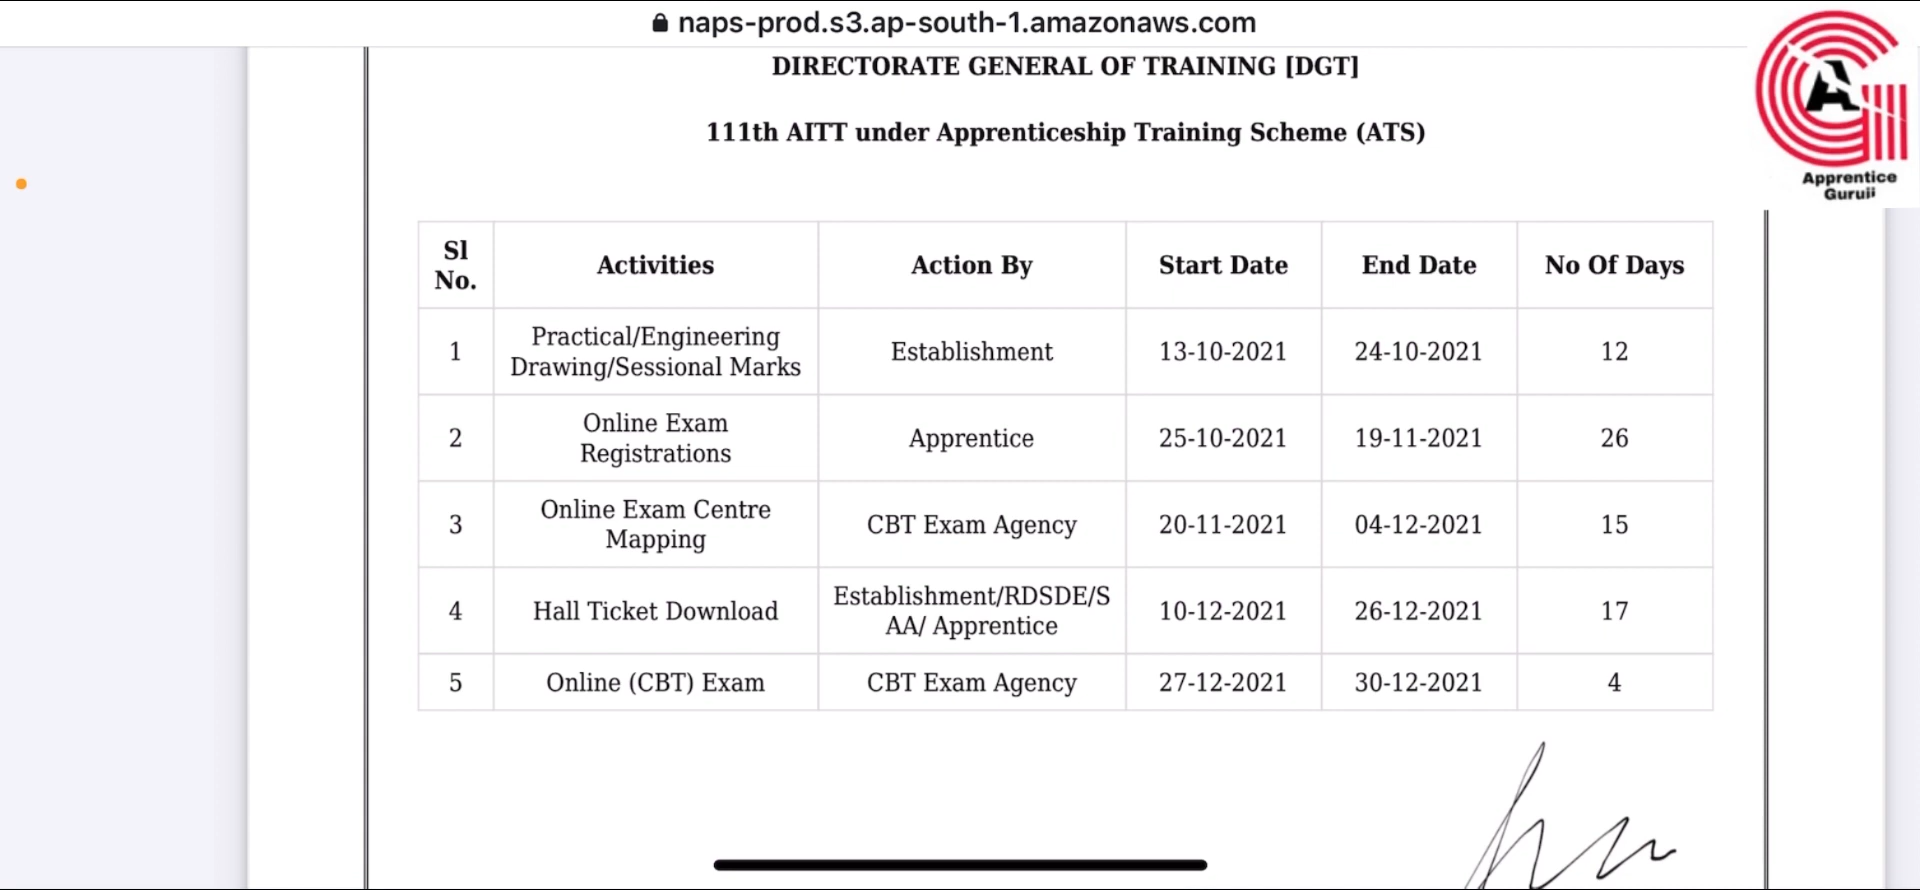 naps-prod.s3.ap-south-1.amazonaws.com
DIRECTORATE GENERAL OF TRAINING [DGT]
111th AITT under Apprenticeship Training Scheme (ATS)
A
Apprentice
Guruji
Sl No. Activities Action By Start Date End Date No Of Days
1 Practical/Engineering Drawing/Sessional Marks Establishment 13-10-2021 24-10-2021 12
2 Online Exam Registrations Apprentice 25-10-2021 19-11-2021 26
3 Online Exam Centre Mapping CBT Exam Agency 20-11-2021 04-12-2021 15
4 Hall Ticket Download Establishment/RDSDE/SAA/ Apprentice 10-12-2021 26-12-2021 17
5 Online (CBT) Exam CBT Exam Agency 27-12-2021 30-12-2021 4